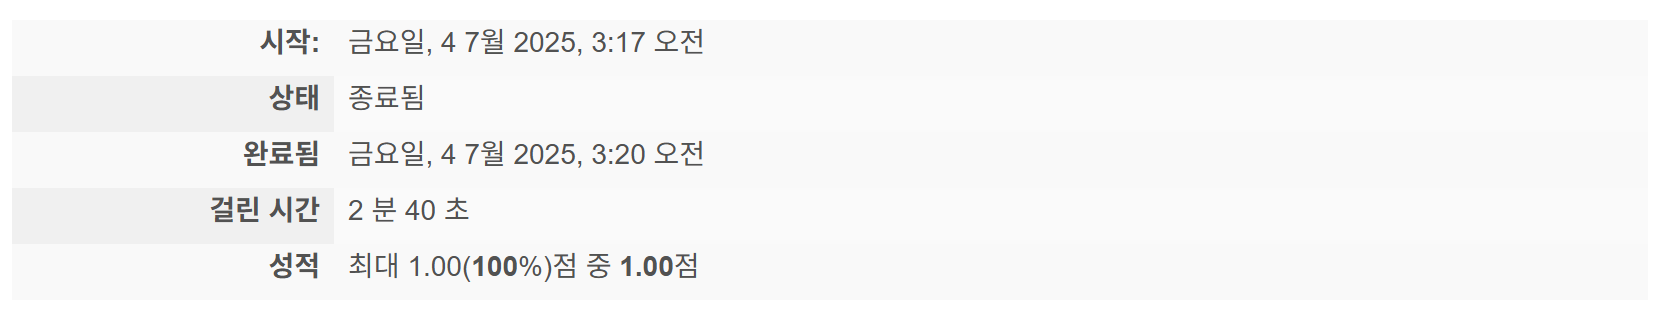 시작: 금요일, 4 7월 2025, 3:17 오전
상태 종료됨
완료됨 금요일, 4 7월 2025, 3:20 오전
걸린 시간 2 분 40 초
성적 최대 1.00(100%)점 중 1.00점